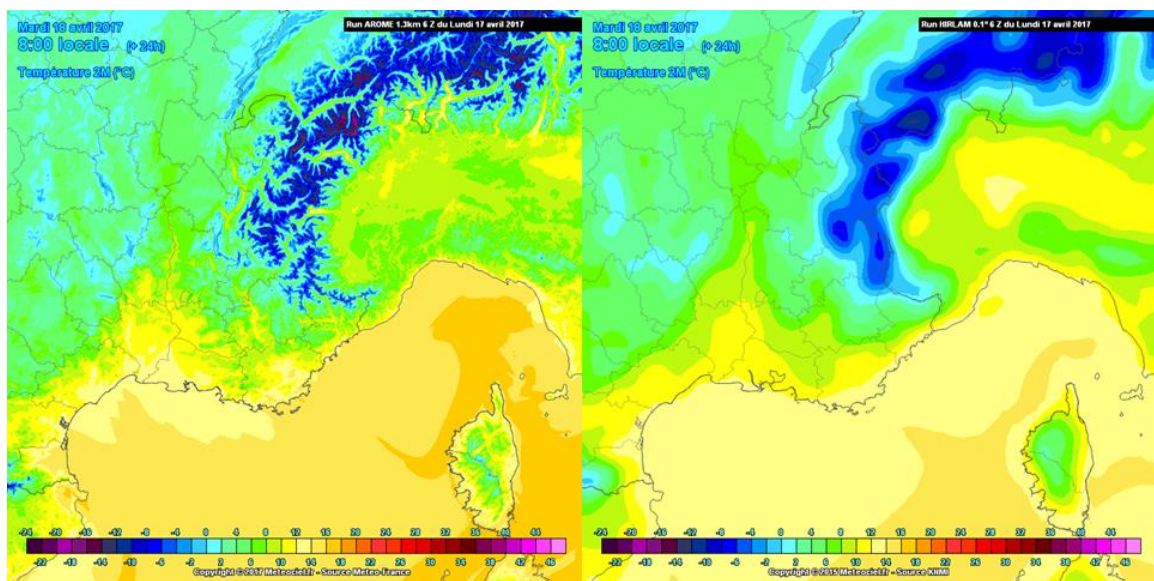 Mardi 18 avril 2017
8:00 locale (+ 24h)
Température 2M (°C)
Run AROME 1.3km 6 Z du Lundi 17 avril 2017
-24 -20 -16 -12 -8 -4 0 4 8 12 16 20 24 28 32 36 40 44
-22 -18 -14 -10 -6 -2 2 6 10 14 18 22 26 30 34 38 42 46
Copyright © 2017 Meteociel.fr - Source Meteo-France
Mardi 18 avril 2017
8:00 locale (+ 24h)
Température 2M (°C)
Run HIRLAM 0.1° 6 Z du Lundi 17 avril 2017
-24 -20 -16 -12 -8 -4 0 4 8 12 16 20 24 28 32 36 40 44
-22 -18 -14 -10 -6 -2 2 6 10 14 18 22 26 30 34 38 42 46
Copyright © 2015 Meteociel.fr - Source KNMI